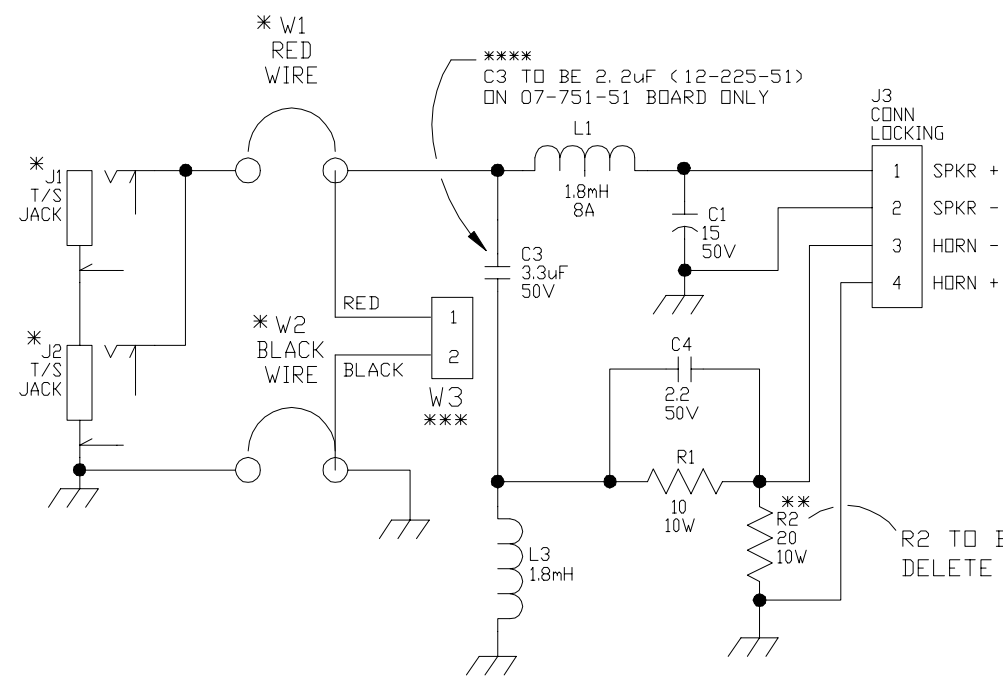 * W1
RED
WIRE
****
C3 TO BE 2.2uF (12-225-51)
ON 07-751-51 BOARD ONLY
J3
CONN
LOCKING
L1
1.8mH
8A
* J1
T/S
JACK
1 SPKR +
2 SPKR -
3 HORN -
4 HORN +
C1
15
50V
C3
3.3uF
50V
RED
1
2
* W2
BLACK
WIRE
BLACK
W3
***
* J2
T/S
JACK
C4
2.2
50V
R1
10
10W
**
R2
20
10W
R2 TO
DELETE
L3
1.8mH